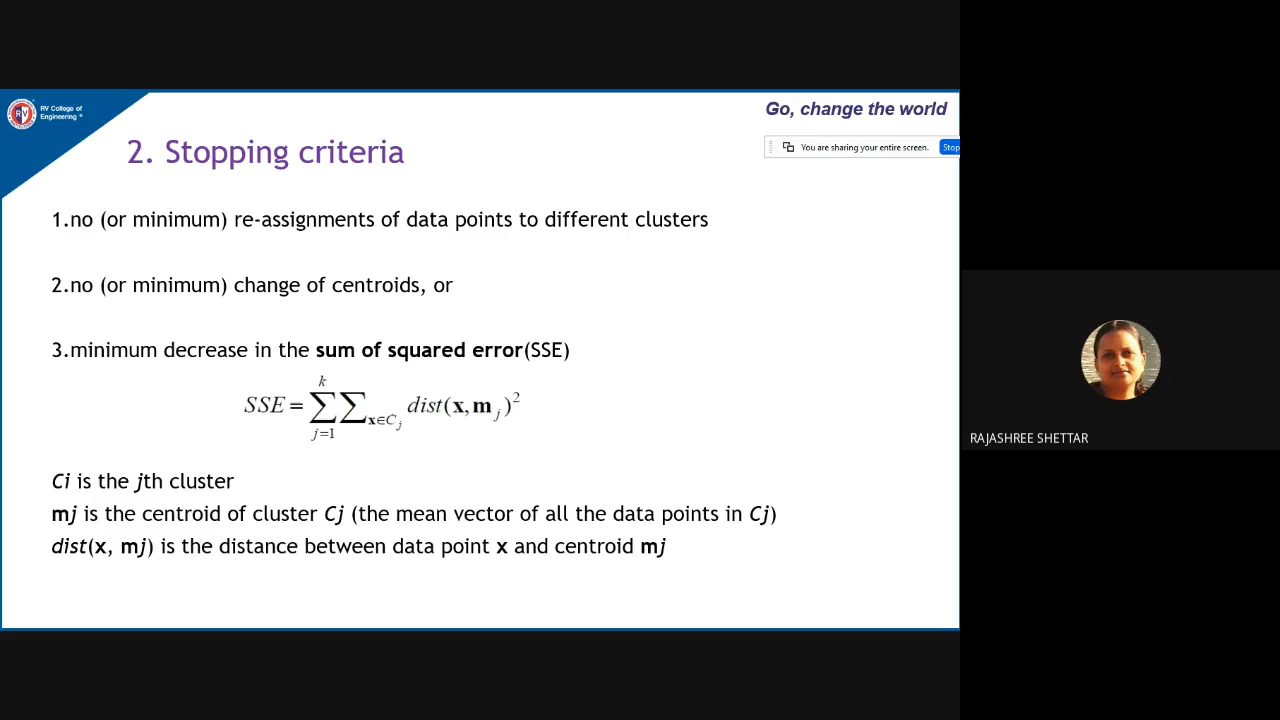 RV College of
Engineering ®
Go, change the world
You are sharing your entire screen.
Stop
2. Stopping criteria
1.no (or minimum) re-assignments of data points to different clusters
2.no (or minimum) change of centroids, or
3.minimum decrease in the sum of squared error(SSE)
SSE = ∑_{j=1}^{k} ∑_{x∈C_j} dist(x, m_j)^2
Ci is the jth cluster
mj is the centroid of cluster Cj (the mean vector of all the data points in Cj)
dist(x, mj) is the distance between data point x and centroid mj
RAJASHREE SHETTAR